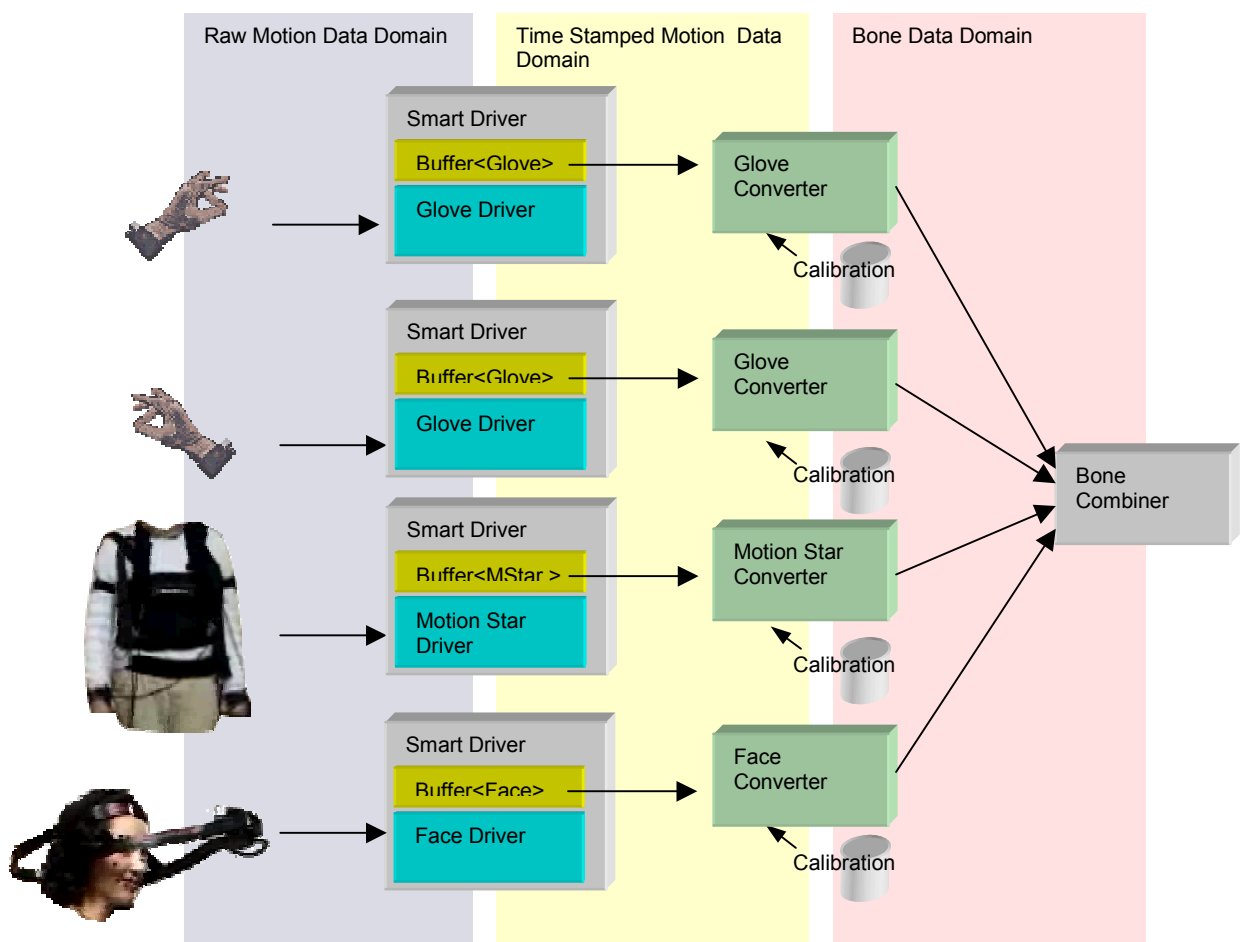 Raw Motion Data Domain
Time Stamped Motion Data
Domain
Bone Data Domain
Smart Driver
Buffer<Glove>
Glove Driver
Glove
Converter
Calibration
Smart Driver
Buffer<Glove>
Glove Driver
Glove
Converter
Calibration
Bone
Combiner
Smart Driver
Buffer<MStar >
Motion Star
Driver
Motion Star
Converter
Calibration
Smart Driver
Buffer<Face>
Face Driver
Face
Converter
Calibration